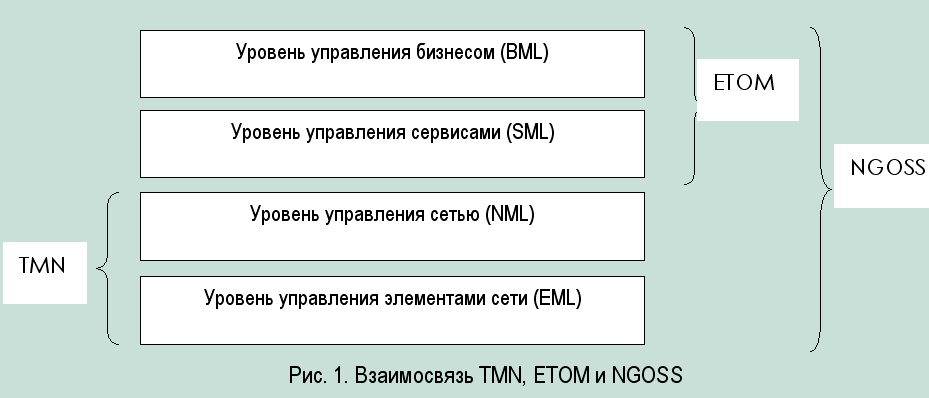 Уровень управления бизнесом (BML)
ETOM
Уровень управления сервисами (SML)
NGOSS
Уровень управления сетью (NML)
TMN
Уровень управления элементами сети (EML)
Рис. 1. Взаимосвязь TMN, ETOM и NGOSS